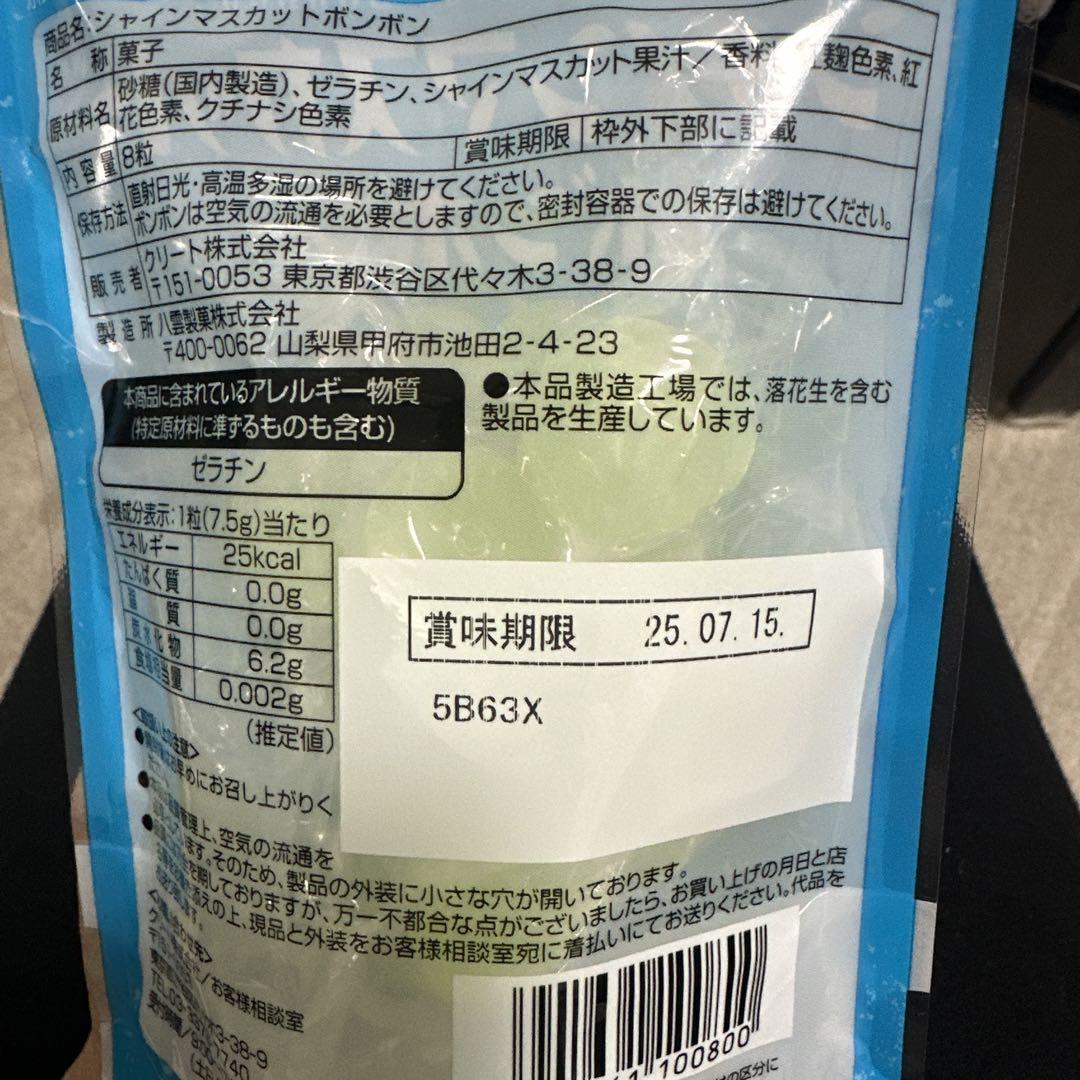 商品名:シャインマスカットボンボン
名称 菓子
原材料名 砂糖(国内製造)、ゼラチン、シャインマスカット果汁／香料、紅麹色素、紅
花色素、クチナシ色素
内容量 8粒 賞味期限 枠外下部に記載
保存方法 直射日光・高温多湿の場所を避けてください。
ボンボンは空気の流通を必要としますので、密封容器での保存は避けてください。
販売者 クリート株式会社
〒151-0053 東京都渋谷区代々木3-38-9
製造所 八雲製菓株式会社
〒400-0062 山梨県甲府市池田2-4-23
本商品に含まれているアレルギー物質
(特定原材料に準ずるものも含む)
ゼラチン
●本品製造工場では、落花生を含む
製品を生産しています。
栄養成分表示:1粒(7.5g)当たり
エネルギー 25kcal
たんぱく質 0.0g
脂質 0.0g
炭水化物 6.2g
食塩相当量 0.002g
(推定値)
賞味期限 25.07.15.
5B63X
早めにお召し上がりく
管理上、空気の流通を
ます。そのため、製品の外装に小さな穴が開いております。
を期しておりますが、万一不都合な点がございましたら、お買い上げの月日と店
えの上、現品と外装をお客様相談室宛に着払いにてお送りください。代品を
お客様相談室
3-38-9
100800